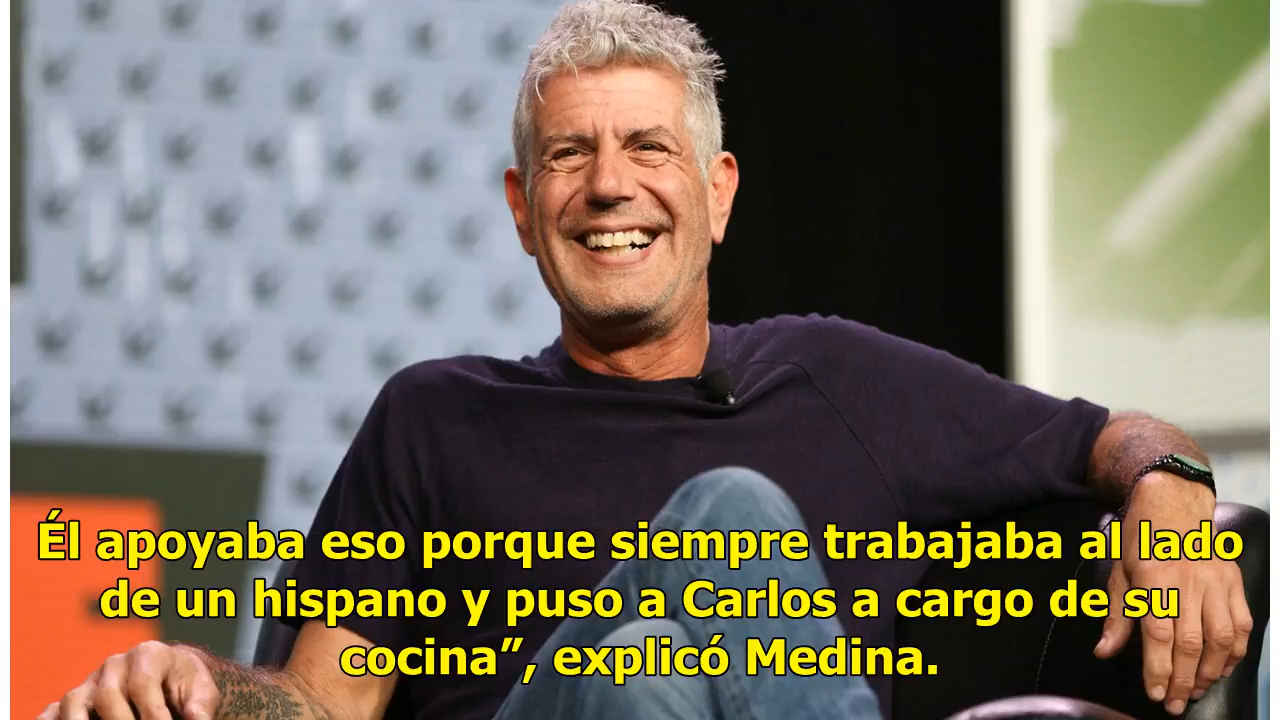 Él apoyaba eso porque siempre trabajaba al lado
de un hispano y puso a Carlos a cargo de su
cocina”, explicó Medina.